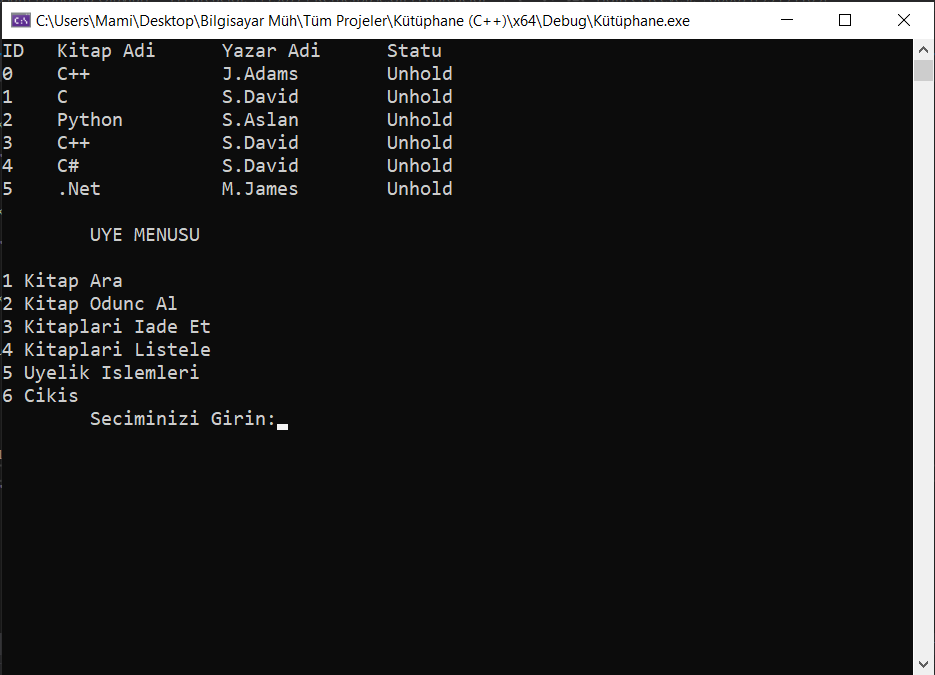 C:\Users\Mami\Desktop\Bilgisayar Müh\Tüm Projeler\Kütüphane (C++)\x64\Debug\Kütüphane.exe
ID Kitap Adi Yazar Adi Statu
0 C++ J.Adams Unhold
1 C S.David Unhold
2 Python S.Aslan Unhold
3 C++ S.David Unhold
4 C# S.David Unhold
5 .Net M.James Unhold
UYE MENUSU
1 Kitap Ara
2 Kitap Odunc Al
3 Kitaplari Iade Et
4 Kitaplari Listele
5 Uyelik Islemleri
6 Cikis
Seciminizi Girin: